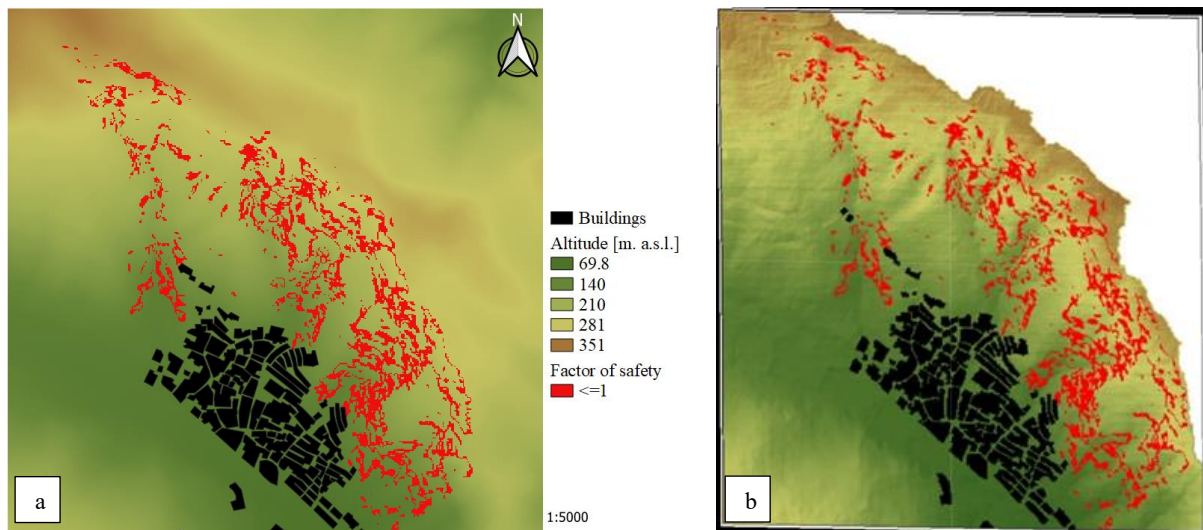 N
Buildings
Altitude [m. a.s.l.]
69.8
140
210
281
351
Factor of safety
<=1
1:5000
a
b